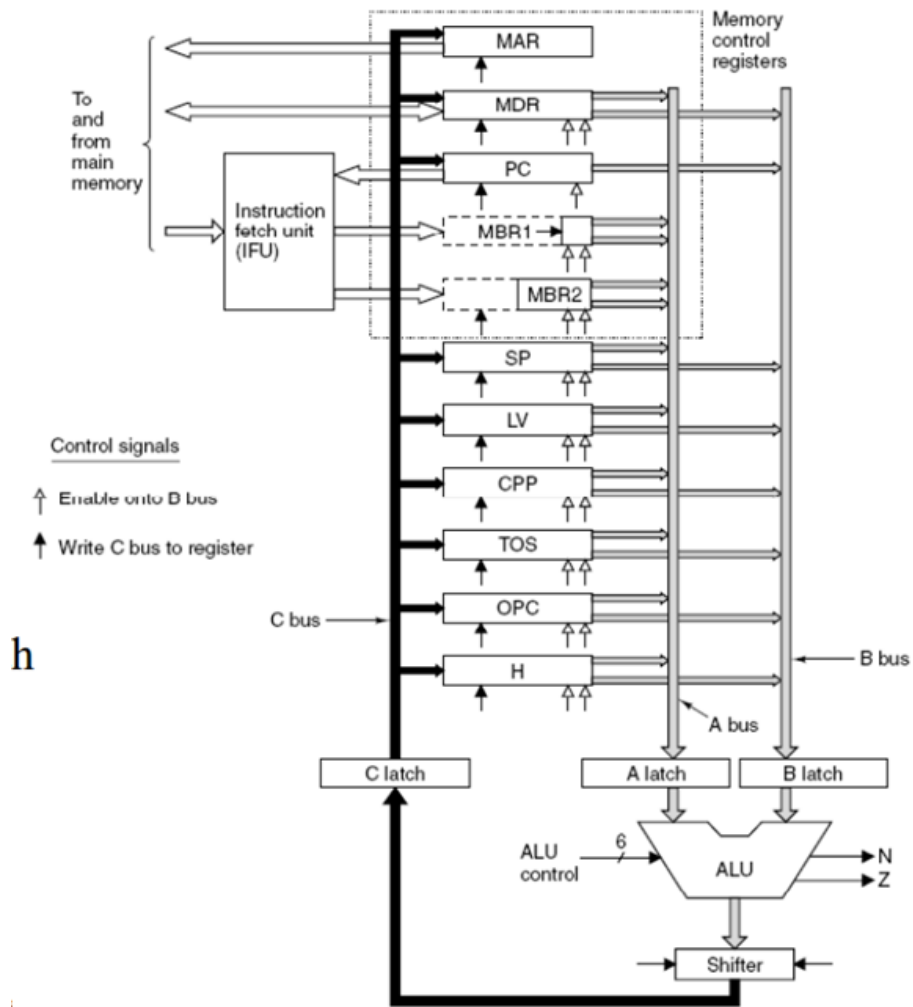 MAR
Memory
control
registers
To
and
from
main
memory
MDR
PC
Instruction
fetch unit
(IFU)
MBR1
MBR2
SP
LV
Control signals
CPP
Enable onto B bus
TOS
Write C bus to register
OPC
C bus
h
H
B bus
A bus
C latch
A latch
B latch
6
ALU
control
ALU
N
Z
Shifter